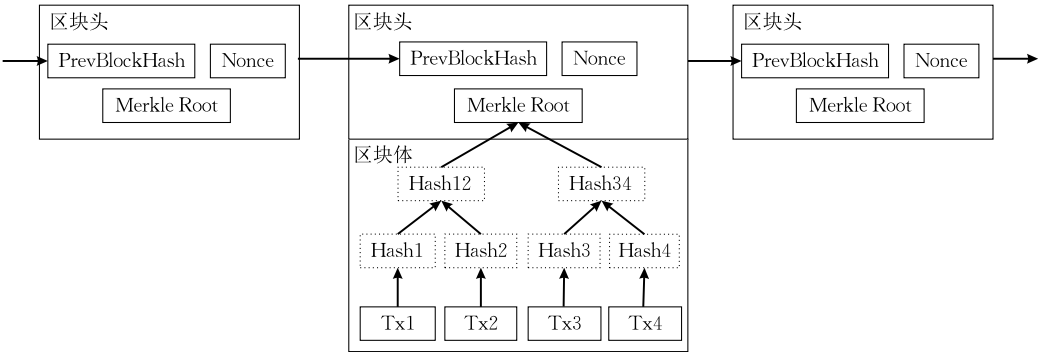 区块头
PrevBlockHash Nonce
Merkle Root
区块头
PrevBlockHash Nonce
Merkle Root
区块体
Hash12 Hash34
Hash1 Hash2 Hash3 Hash4
Tx1 Tx2 Tx3 Tx4
区块头
PrevBlockHash Nonce
Merkle Root